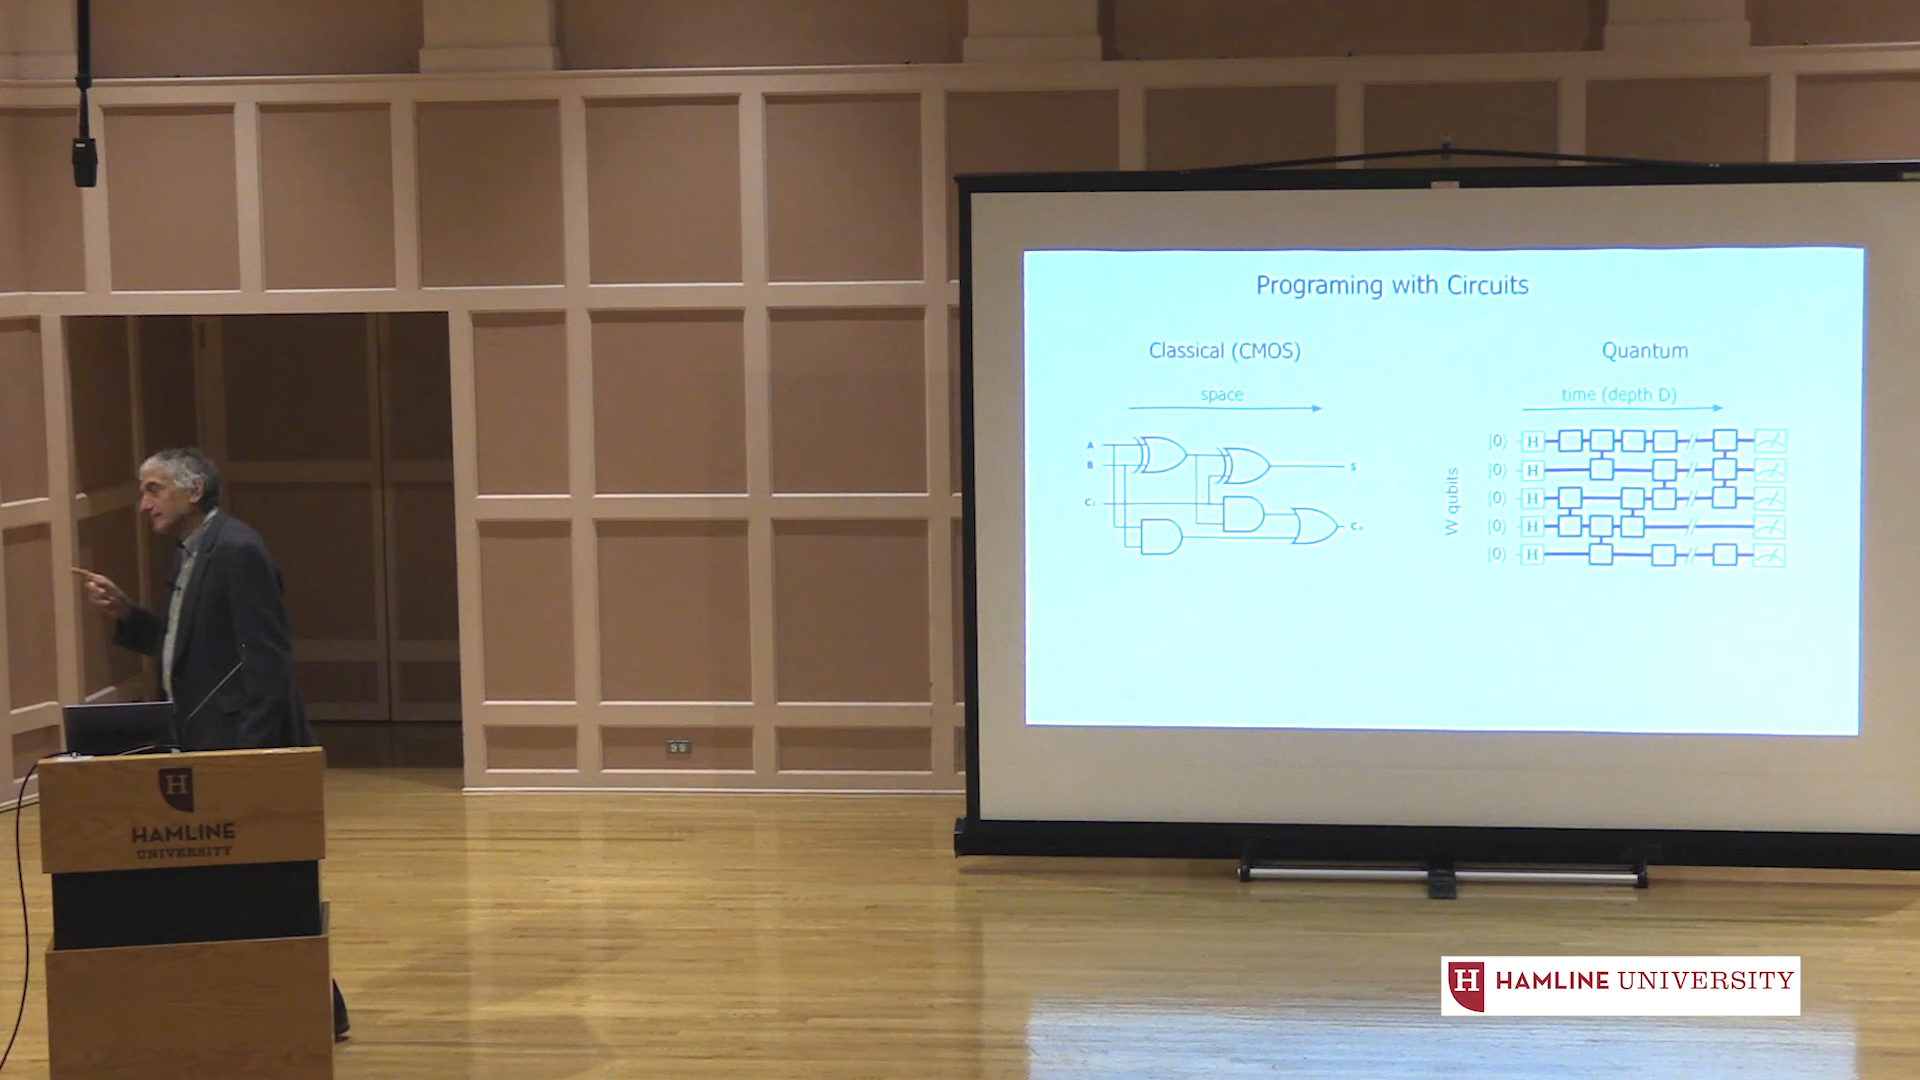 Programing with Circuits
Classical (CMOS)
Quantum
space
time (depth D)
A
B
S
W qubits
|0⟩ H
|0⟩ H
|0⟩ H
|0⟩ H
|0⟩ H
H
HAMLINE
UNIVERSITY
H HAMLINE UNIVERSITY